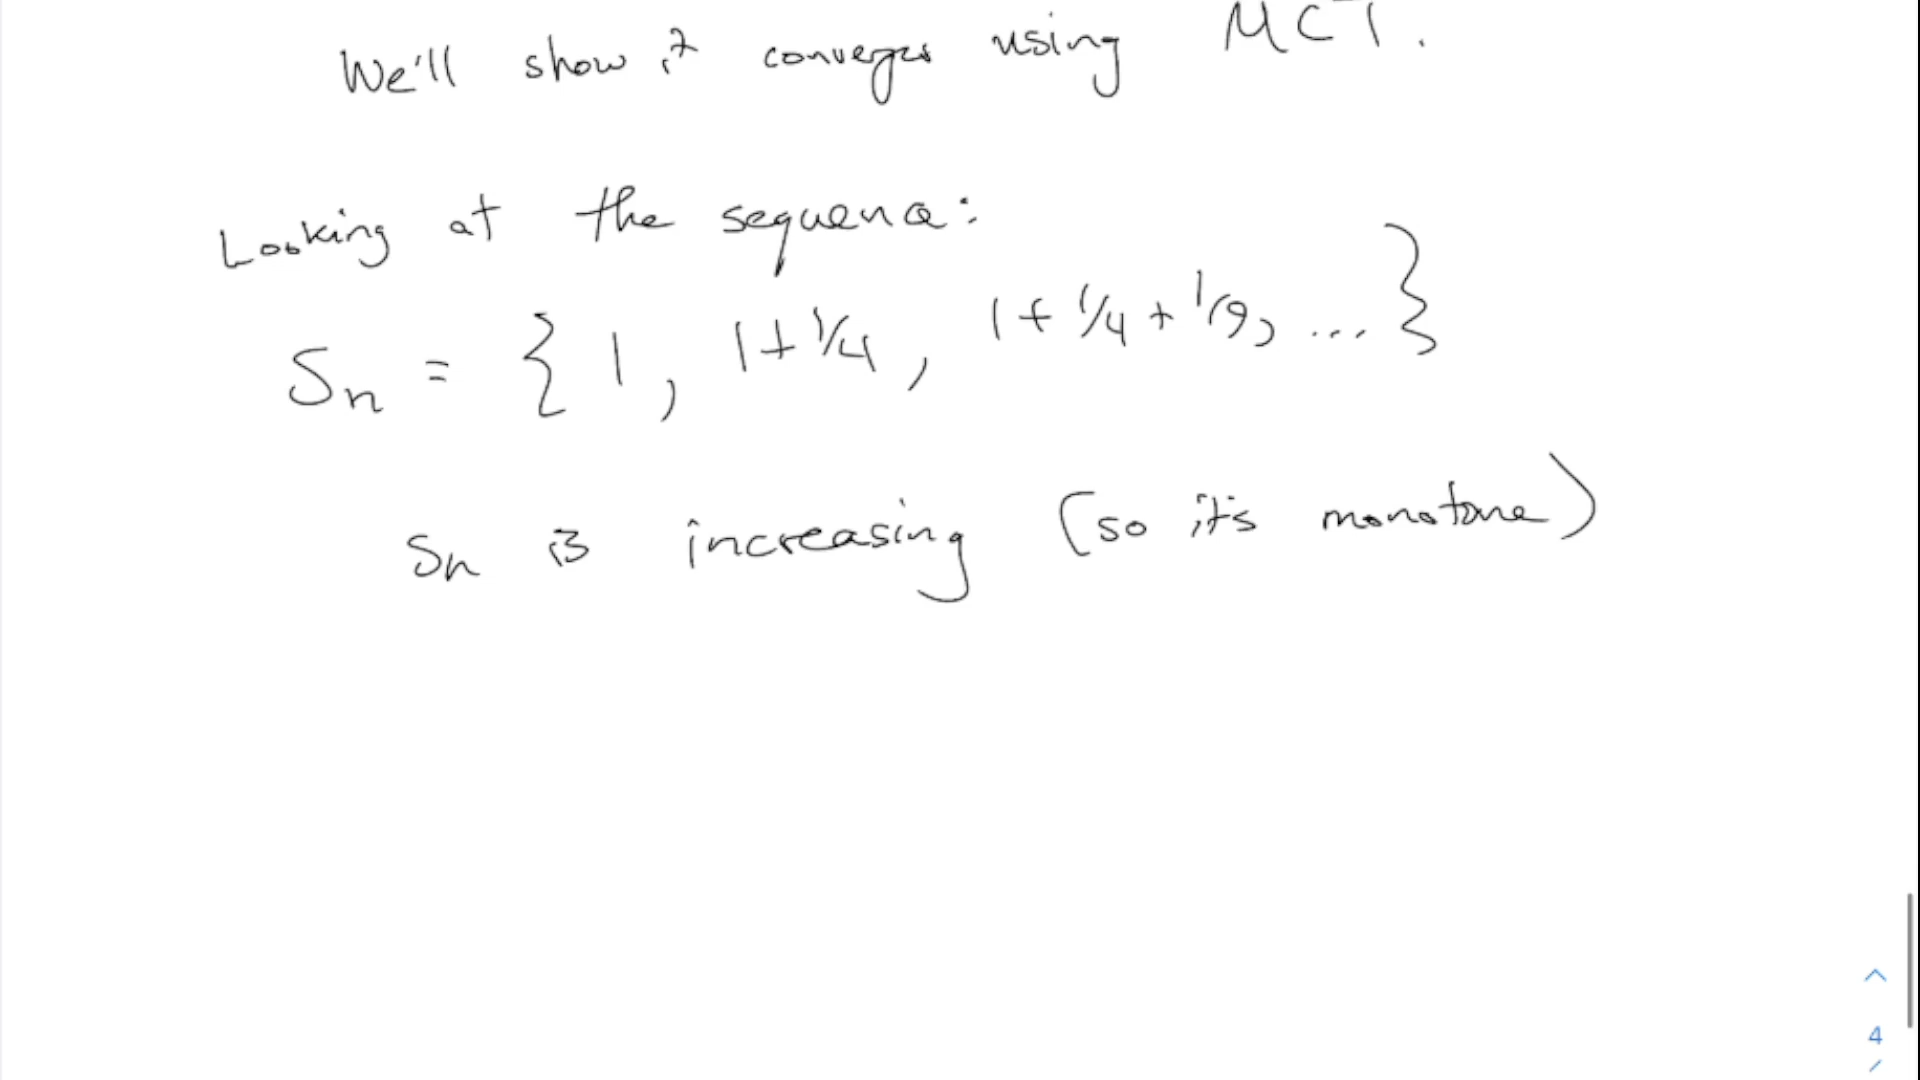 We'll show it converges using MCT.
Looking at the sequence:
Sn = { 1, 1+1/4, 1+1/4+1/9, ... }
Sn is increasing (so it's monotone)
4